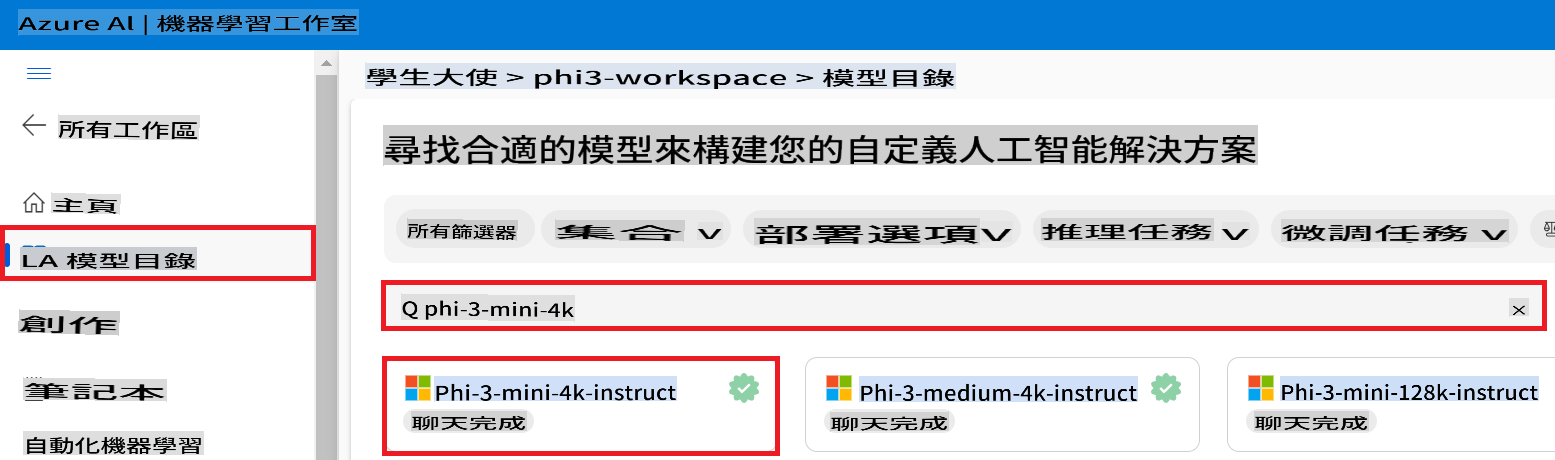 Azure Al | 機器學習工作室
所有工作區
主頁
LA 模型目錄
創作
筆記本
自動化機器學習
學生大使 > phi3-workspace > 模型目錄
尋找合適的模型來構建您的自定義人工智能解決方案
所有篩選器 集合 部署選項 推理任務 微調任務
Q phi-3-mini-4k
Phi-3-mini-4k-instruct
聊天完成
Phi-3-medium-4k-instruct
聊天完成
Phi-3-mini-128k-instruct
聊天完成